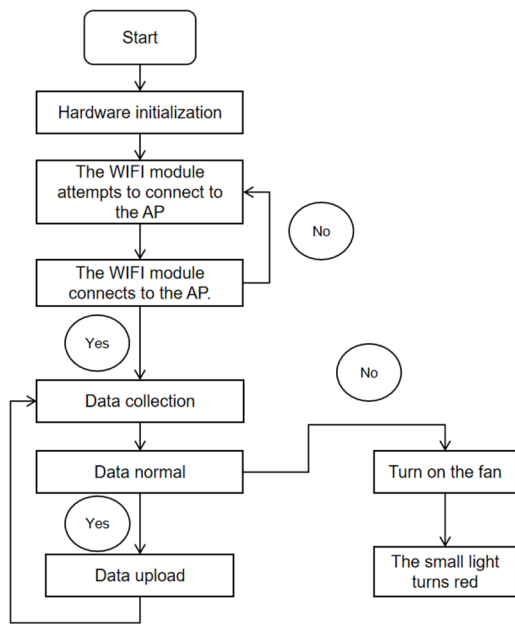 Start
Hardware initialization
The WIFI module
attempts to connect to
the AP
No
The WIFI module
connects to the AP.
Yes
No
Data collection
Data normal
Turn on the fan
Yes
Data upload
The small light
turns red